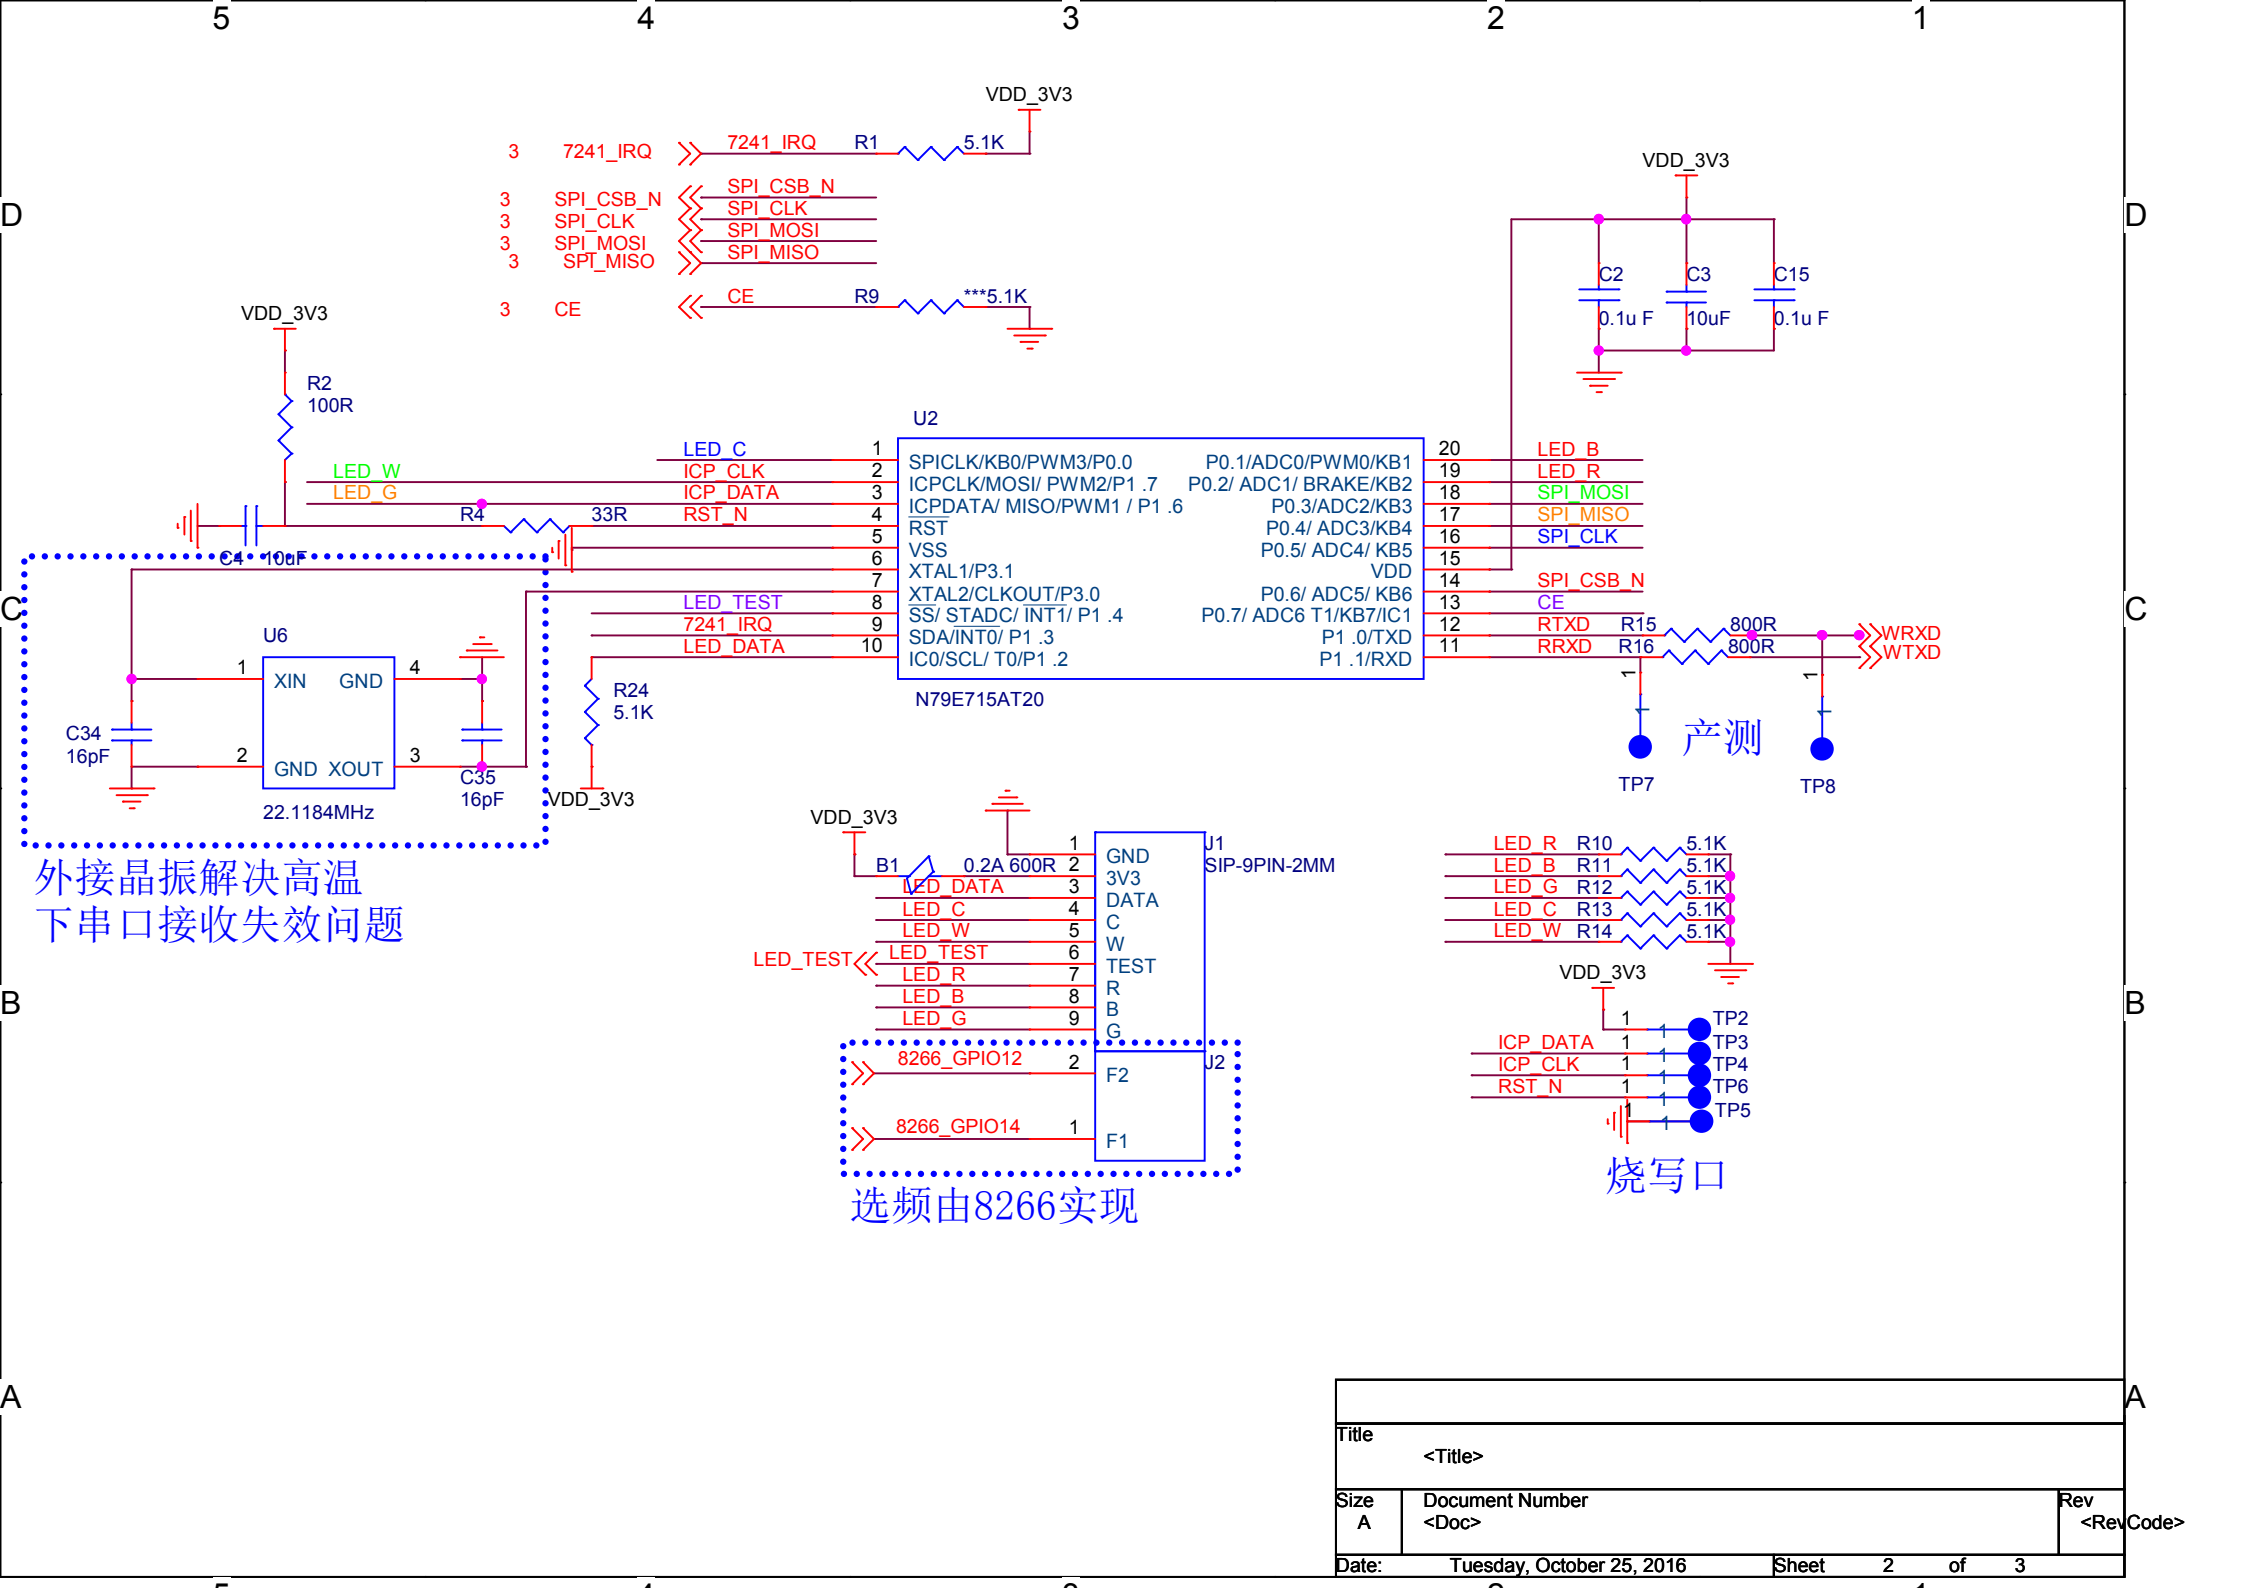 5 4 3 2 1
D D
VDD_3V3
3 7241_IRQ 7241_IRQ R1 5.1K
3 SPI_CSB_N SPI_CSB_N
3 SPI_CLK SPI_CLK
3 SPI_MOSI SPI_MOSI
3 SPI_MISO SPI_MISO
3 CE CE R9 ***5.1K
VDD_3V3
C2 C3 C15
0.1u F 10uF 0.1u F
VDD_3V3
R2
100R
C4 10uF
R4 33R
U2
LED_C 1 SPICLK/KB0/PWM3/P0.0
LED_W ICP_CLK 2 ICPCLK/MOSI/ PWM2/P1 .7
LED_G ICP_DATA 3 ICPDATA/ MISO/PWM1 / P1 .6
RST_N 4 RST
5 VSS
6 XTAL1/P3.1
7 XTAL2/CLKOUT/P3.0
LED_TEST 8 SS/ STADC/ INT1/ P1 .4
7241_IRQ 9 SDA/INT0/ P1 .3
LED_DATA 10 IC0/SCL/ T0/P1 .2
P0.1/ADC0/PWM0/KB1 20 LED_B
P0.2/ ADC1/ BRAKE/KB2 19 LED_R
P0.3/ADC2/KB3 18 SPI_MOSI
P0.4/ ADC3/KB4 17 SPI_MISO
P0.5/ ADC4/ KB5 16 SPI_CLK
VDD 15
P0.6/ ADC5/ KB6 14 SPI_CSB_N
P0.7/ ADC6 T1/KB7/IC1 13 CE
P1 .0/TXD 12 RTXD R15 800R WRXD
P1 .1/RXD 11 RRXD R16 800R WTXD
N79E715AT20
C C
U6
1 XIN GND 4
2 GND XOUT 3
22.1184MHz
C34
16pF
C35
16pF
R24
5.1K
VDD_3V3
外接晶振解决高温
下串口接收失效问题
1 1
1 1
TP7 产测 TP8
VDD_3V3
J1
SIP-9PIN-2MM
1 GND
B1 0.2A 600R 2 3V3
LED_DATA 3 DATA
LED_C 4 C
LED_W 5 W
LED_TEST LED_TEST 6 TEST
LED_R 7 R
LED_B 8 B
LED_G 9 G
J2
8266_GPIO12 2 F2
8266_GPIO14 1 F1
选频由8266实现
LED_R R10 5.1K
LED_B R11 5.1K
LED_G R12 5.1K
LED_C R13 5.1K
LED_W R14 5.1K
VDD_3V3
B B
1 1 TP2
ICP_DATA 1 1 TP3
ICP_CLK 1 1 TP4
RST_N 1 1 TP6
1 1 TP5
烧写口
A A
Title
<Title>
Size Document Number Rev
A <Doc> <RevCode>
Date: Tuesday, October 25, 2016 Sheet 2 of 3
5 4 3 2 1